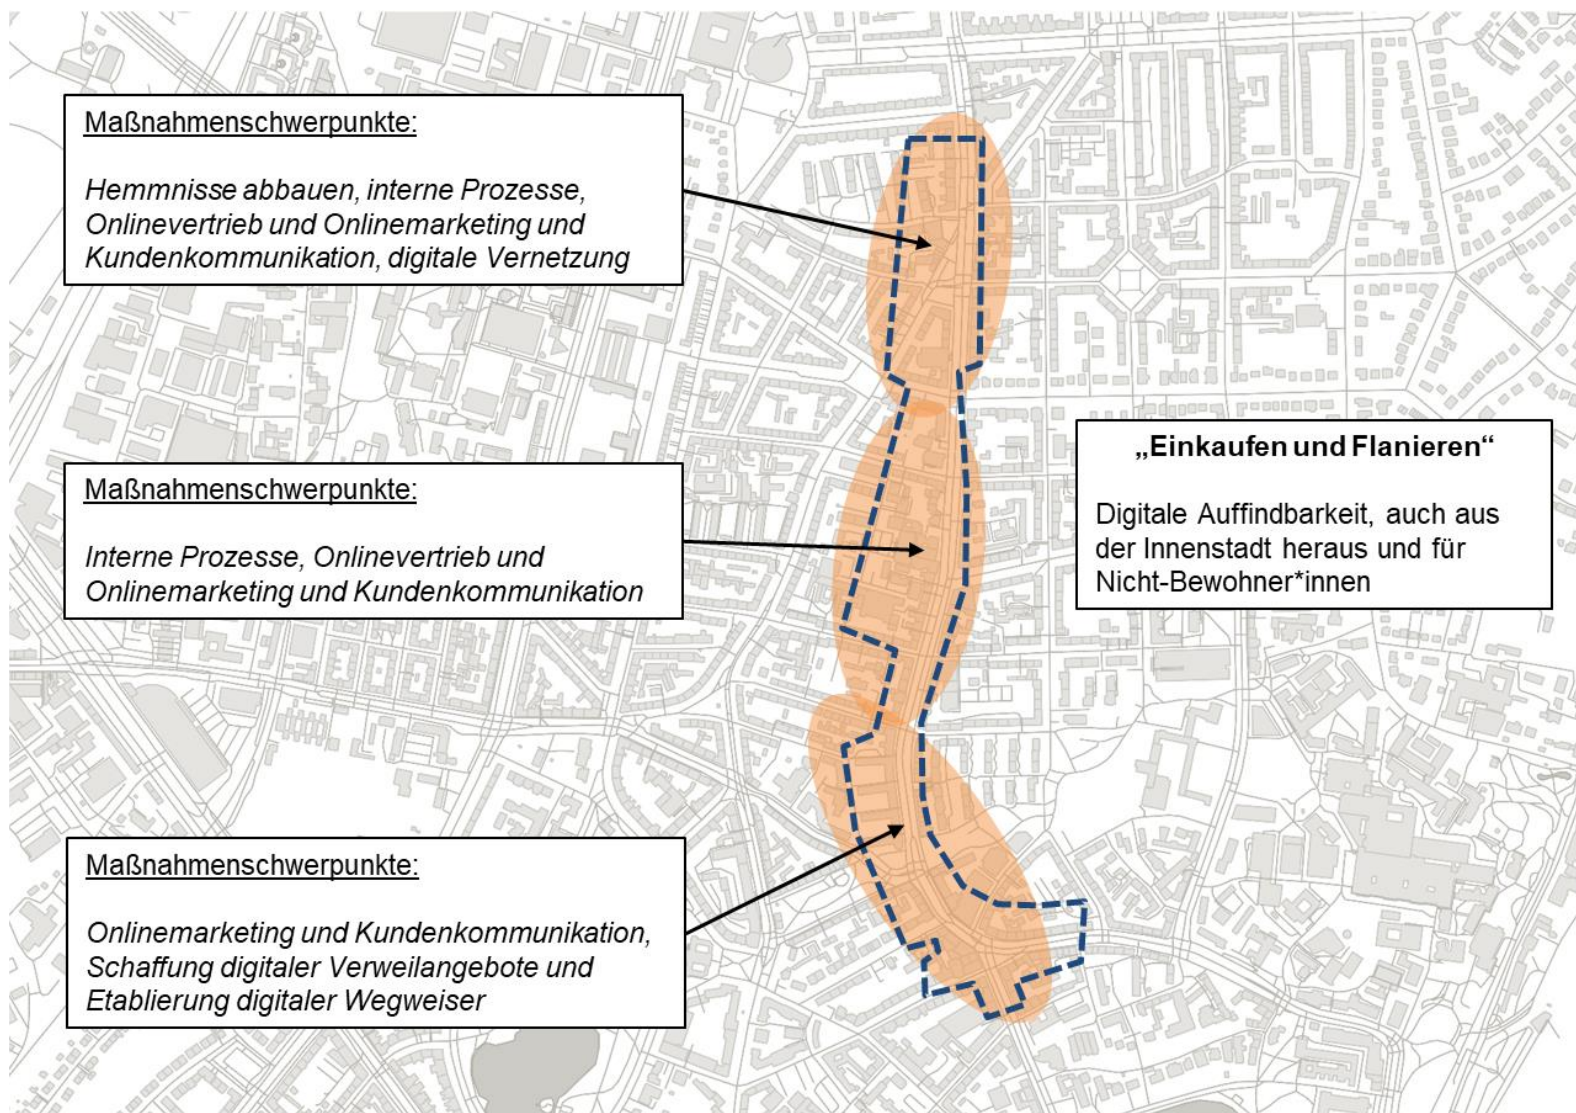 Maßnahmenschwerpunkte:
Hemmnisse abbauen, interne Prozesse,
Onlinevertrieb und Onlinemarketing und
Kundenkommunikation, digitale Vernetzung
Maßnahmenschwerpunkte:
Interne Prozesse, Onlinevertrieb und
Onlinemarketing und Kundenkommunikation
„Einkaufen und Flanieren“
Digitale Auffindbarkeit, auch aus
der Innenstadt heraus und für
Nicht-Bewohner*innen
Maßnahmenschwerpunkte:
Onlinemarketing und Kundenkommunikation,
Schaffung digitaler Verweilangebote und
Etablierung digitaler Wegweiser